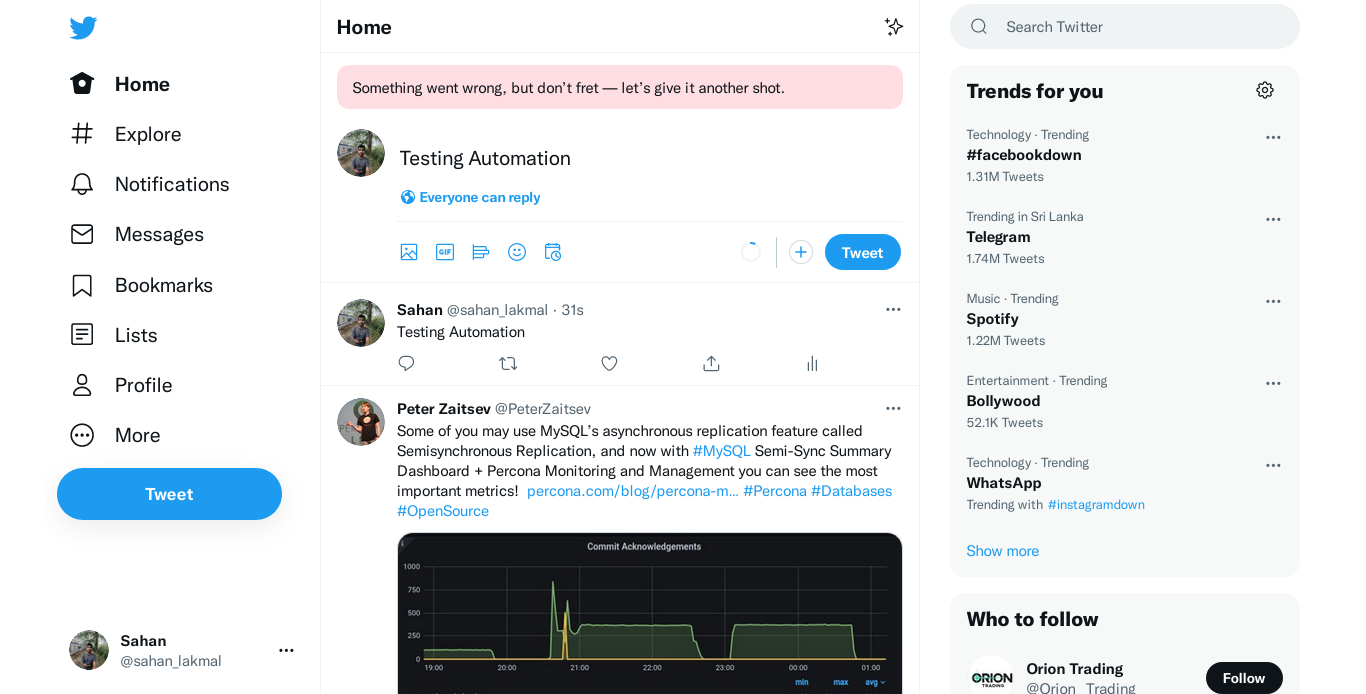 Home
Explore
Notifications
Messages
Bookmarks
Lists
Profile
More
Tweet
Sahan
@sahan_lakmal
Home
Something went wrong, but don’t fret — let’s give it another shot.
Testing Automation
Everyone can reply
GIF
Tweet
Sahan @sahan_lakmal · 31s
Testing Automation
Peter Zaitsev @PeterZaitsev
Some of you may use MySQL’s asynchronous replication feature called
Semisynchronous Replication, and now with #MySQL Semi-Sync Summary
Dashboard + Percona Monitoring and Management you can see the most
important metrics! percona.com/blog/percona-m… #Percona #Databases
#OpenSource
Commit Acknowledgements
1000
750
500
250
0
19:00 20:00 21:00 22:00 23:00 00:00 01:00
min max avg
Search Twitter
Trends for you
Technology · Trending
#facebookdown
1.31M Tweets
Trending in Sri Lanka
Telegram
1.74M Tweets
Music · Trending
Spotify
1.22M Tweets
Entertainment · Trending
Bollywood
52.1K Tweets
Technology · Trending
WhatsApp
Trending with #instagramdown
Show more
Who to follow
ORION
TRADING
Orion Trading
@Orion_Trading
Follow